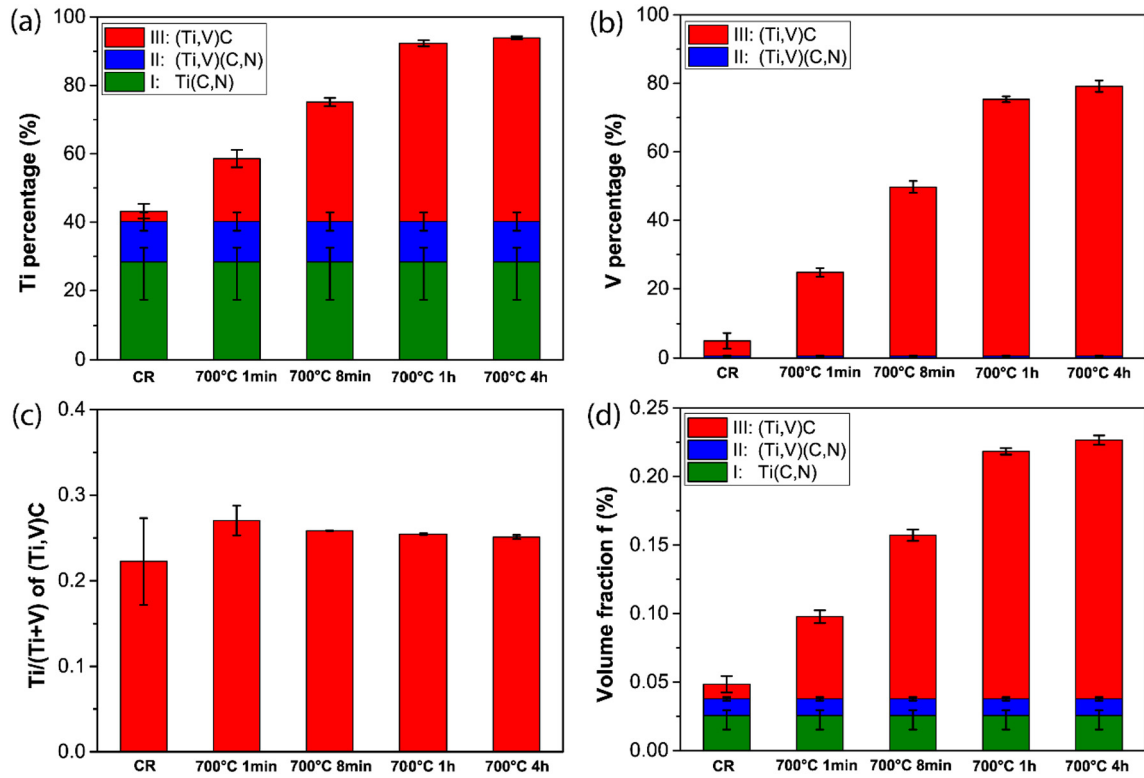 (a)
III: (Ti,V)C
II: (Ti,V)(C,N)
I: Ti(C,N)
Ti percentage (%)
100
80
60
40
20
0
CR
700°C 1min
700°C 8min
700°C 1h
700°C 4h
(b)
III: (Ti,V)C
II: (Ti,V)(C,N)
V percentage (%)
100
80
60
40
20
0
CR
700°C 1min
700°C 8min
700°C 1h
700°C 4h
(c)
Ti/(Ti+V) of (Ti,V)C
0.4
0.3
0.2
0.1
0.0
CR
700°C 1min
700°C 8min
700°C 1h
700°C 4h
(d)
III: (Ti,V)C
II: (Ti,V)(C,N)
I: Ti(C,N)
Volume fraction f (%)
0.25
0.20
0.15
0.10
0.05
0.00
CR
700°C 1min
700°C 8min
700°C 1h
700°C 4h